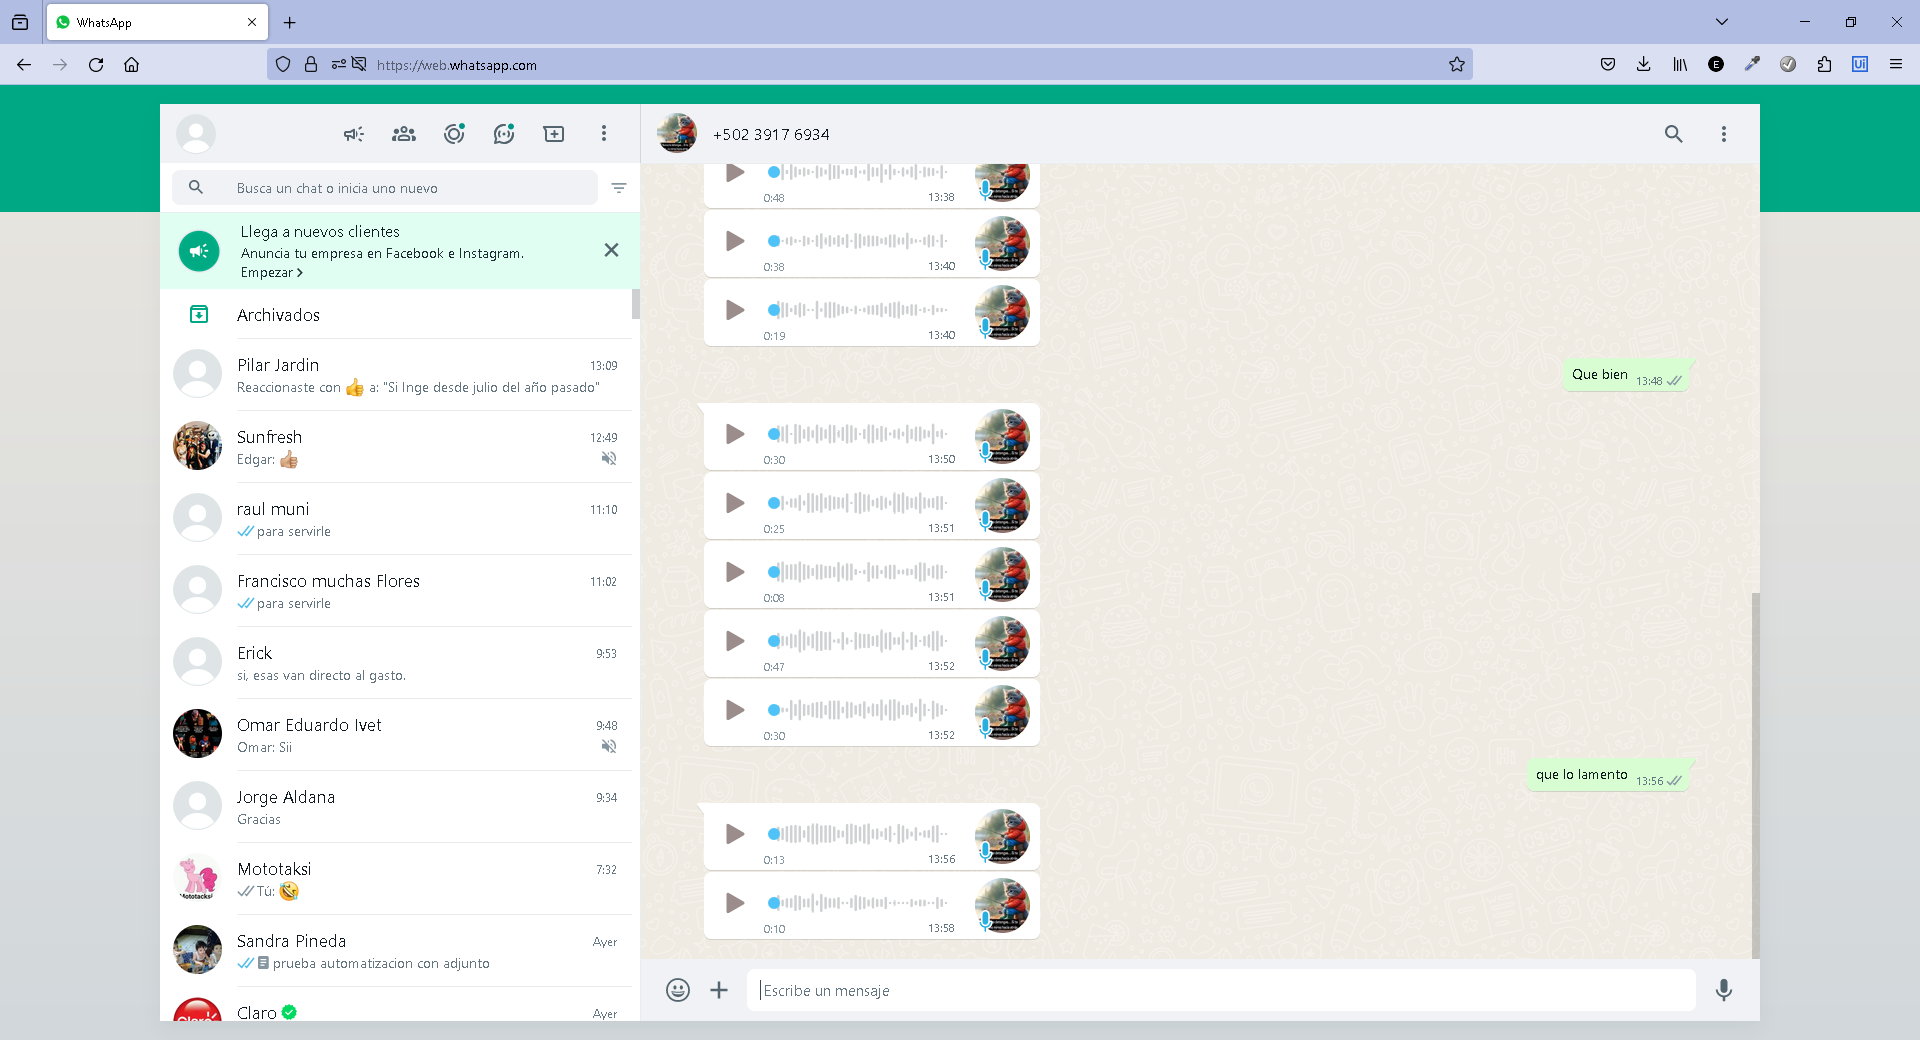 WhatsApp
https://web.whatsapp.com
E
Ui
+502 3917 6934
Busca un chat o inicia uno nuevo
Llega a nuevos clientes
Anuncia tu empresa en Facebook e Instagram.
Empezar >
Archivados
Pilar Jardin 13:09
Reaccionaste con 👍 a: "Si Inge desde julio del año pasado"
Sunfresh 12:49
Edgar: 👍🏼
raul muni 11:10
para servirle
Francisco muchas Flores 11:02
para servirle
Erick 9:53
si, esas van directo al gasto.
Omar Eduardo Ivet 9:48
Omar: Sii
Jorge Aldana 9:34
Gracias
Mototaksi 7:32
Tú: 🤣
Mototacksi
Sandra Pineda Ayer
prueba automatizacion con adjunto
Claro Ayer
Claro
0:48 13:38
0:38 13:40
0:19 13:40
Que bien 13:48
0:30 13:50
0:25 13:51
0:08 13:51
0:47 13:52
0:30 13:52
que lo lamento 13:56
0:13 13:56
0:10 13:58
Escribe un mensaje